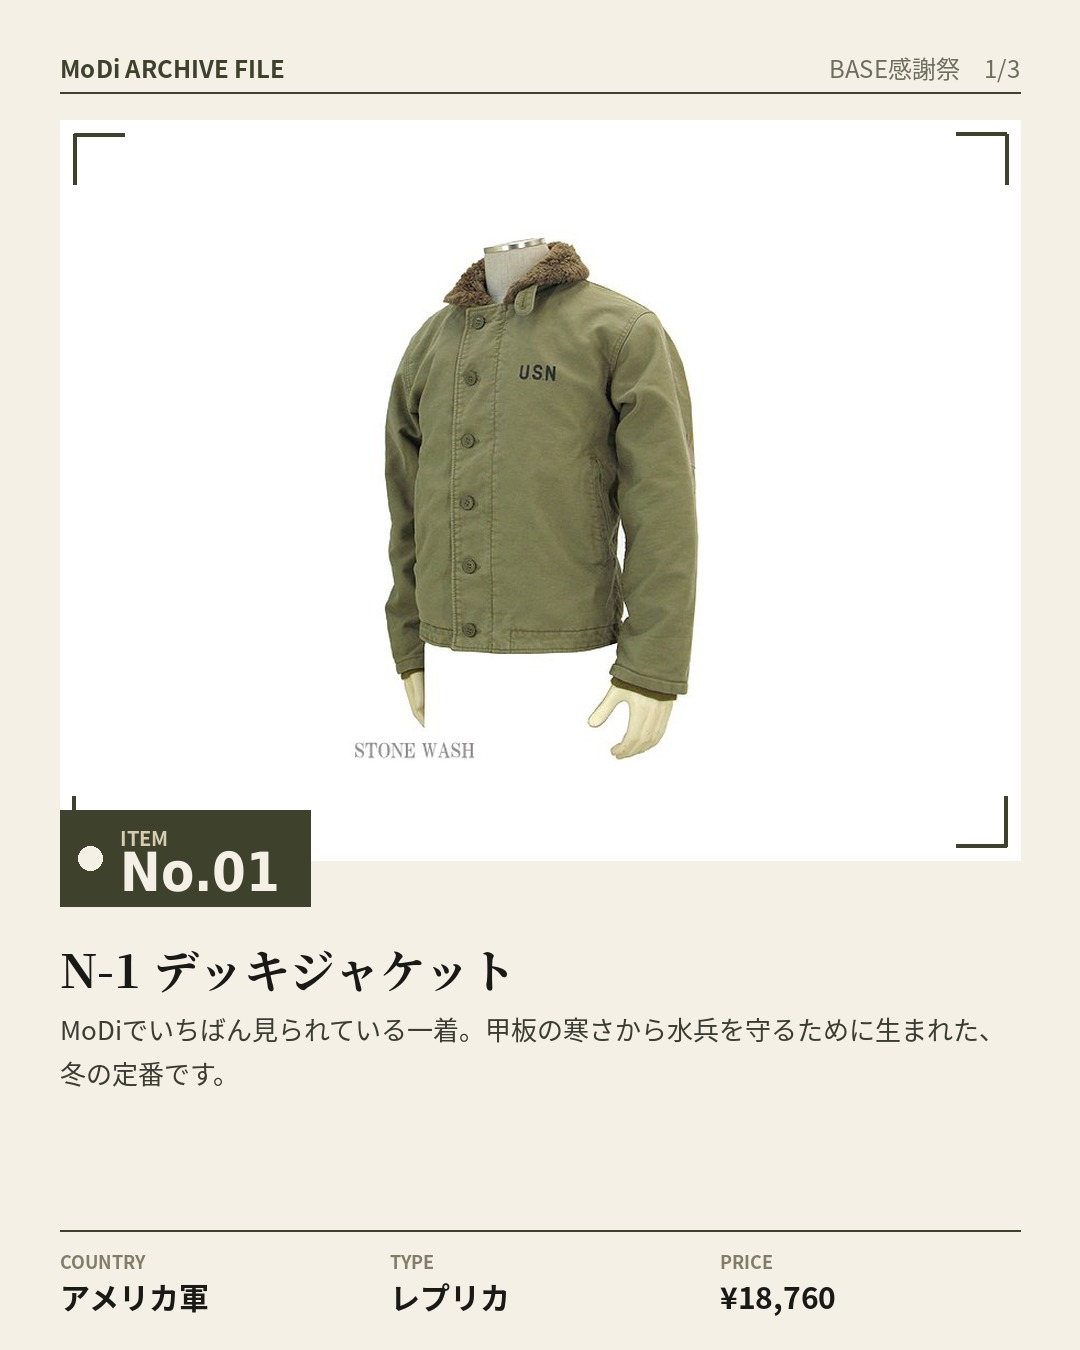 MoDi ARCHIVE FILE
BASE感謝祭 1/3
USN
STONE WASH
ITEM
No.01
N-1 デッキジャケット
MoDiでいちばん見られている一着。甲板の寒さから水兵を守るために生まれた、
冬の定番です。
COUNTRY
アメリカ軍
TYPE
レプリカ
PRICE
¥18,760